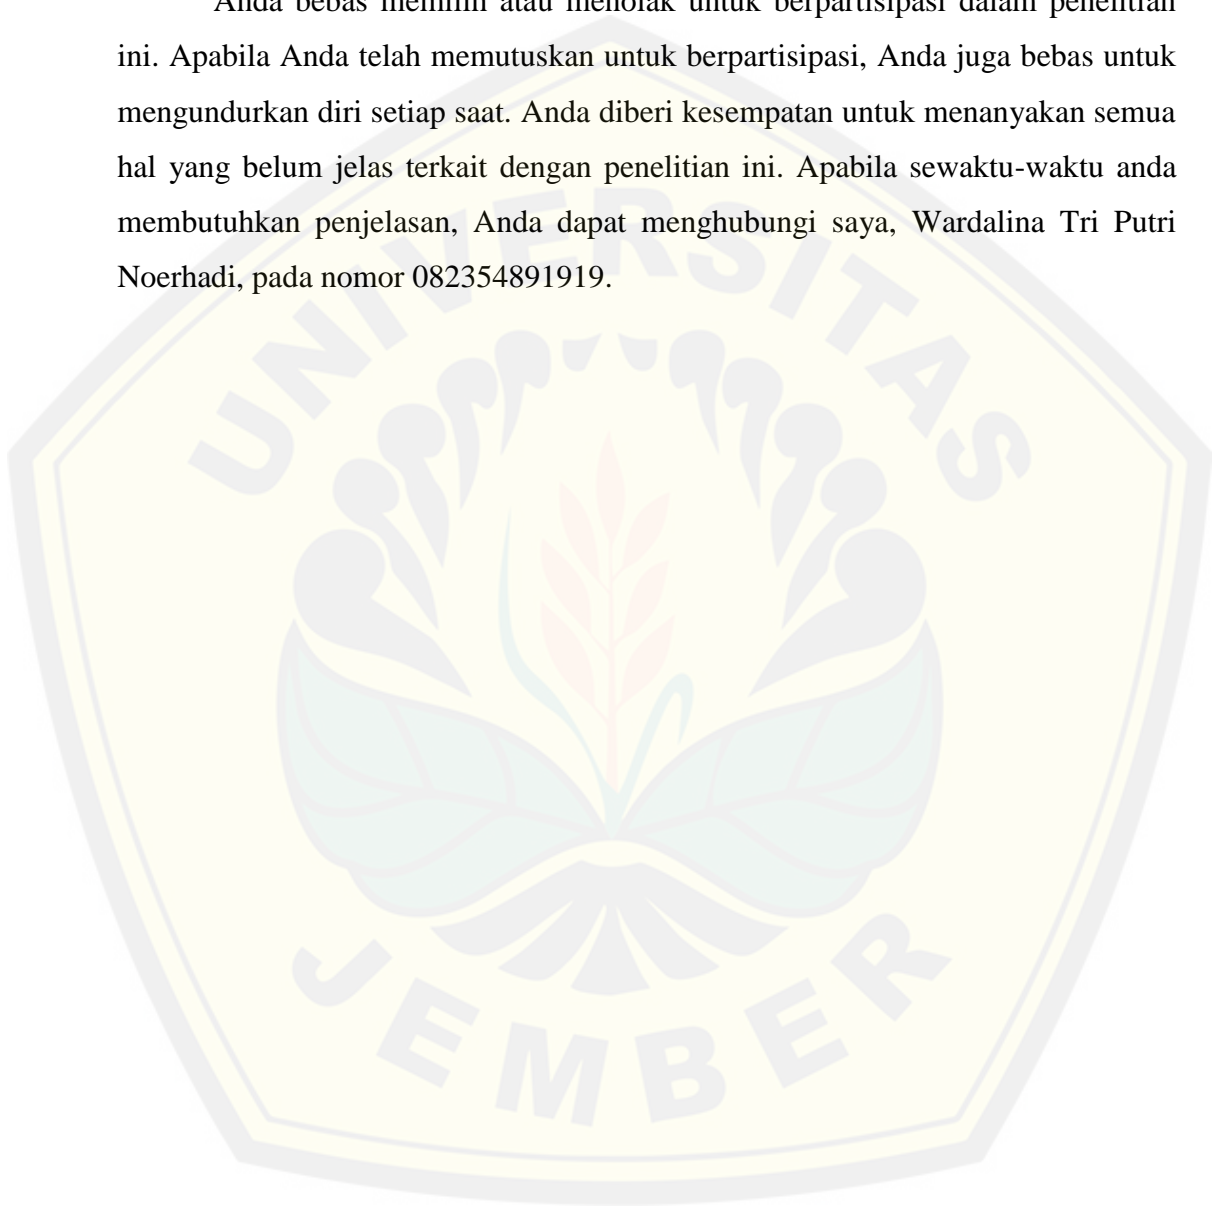 Anda bebas memilih atau menolak untuk berpartisipasi dalam penelitian
ini. Apabila Anda telah memutuskan untuk berpartisipasi, Anda juga bebas untuk
mengundurkan diri setiap saat. Anda diberi kesempatan untuk menanyakan semua
hal yang belum jelas terkait dengan penelitian ini. Apabila sewaktu-waktu anda
membutuhkan penjelasan, Anda dapat menghubungi saya, Wardalina Tri Putri
Noerhadi, pada nomor 082354891919.
UNIVERSITAS
JEMBER